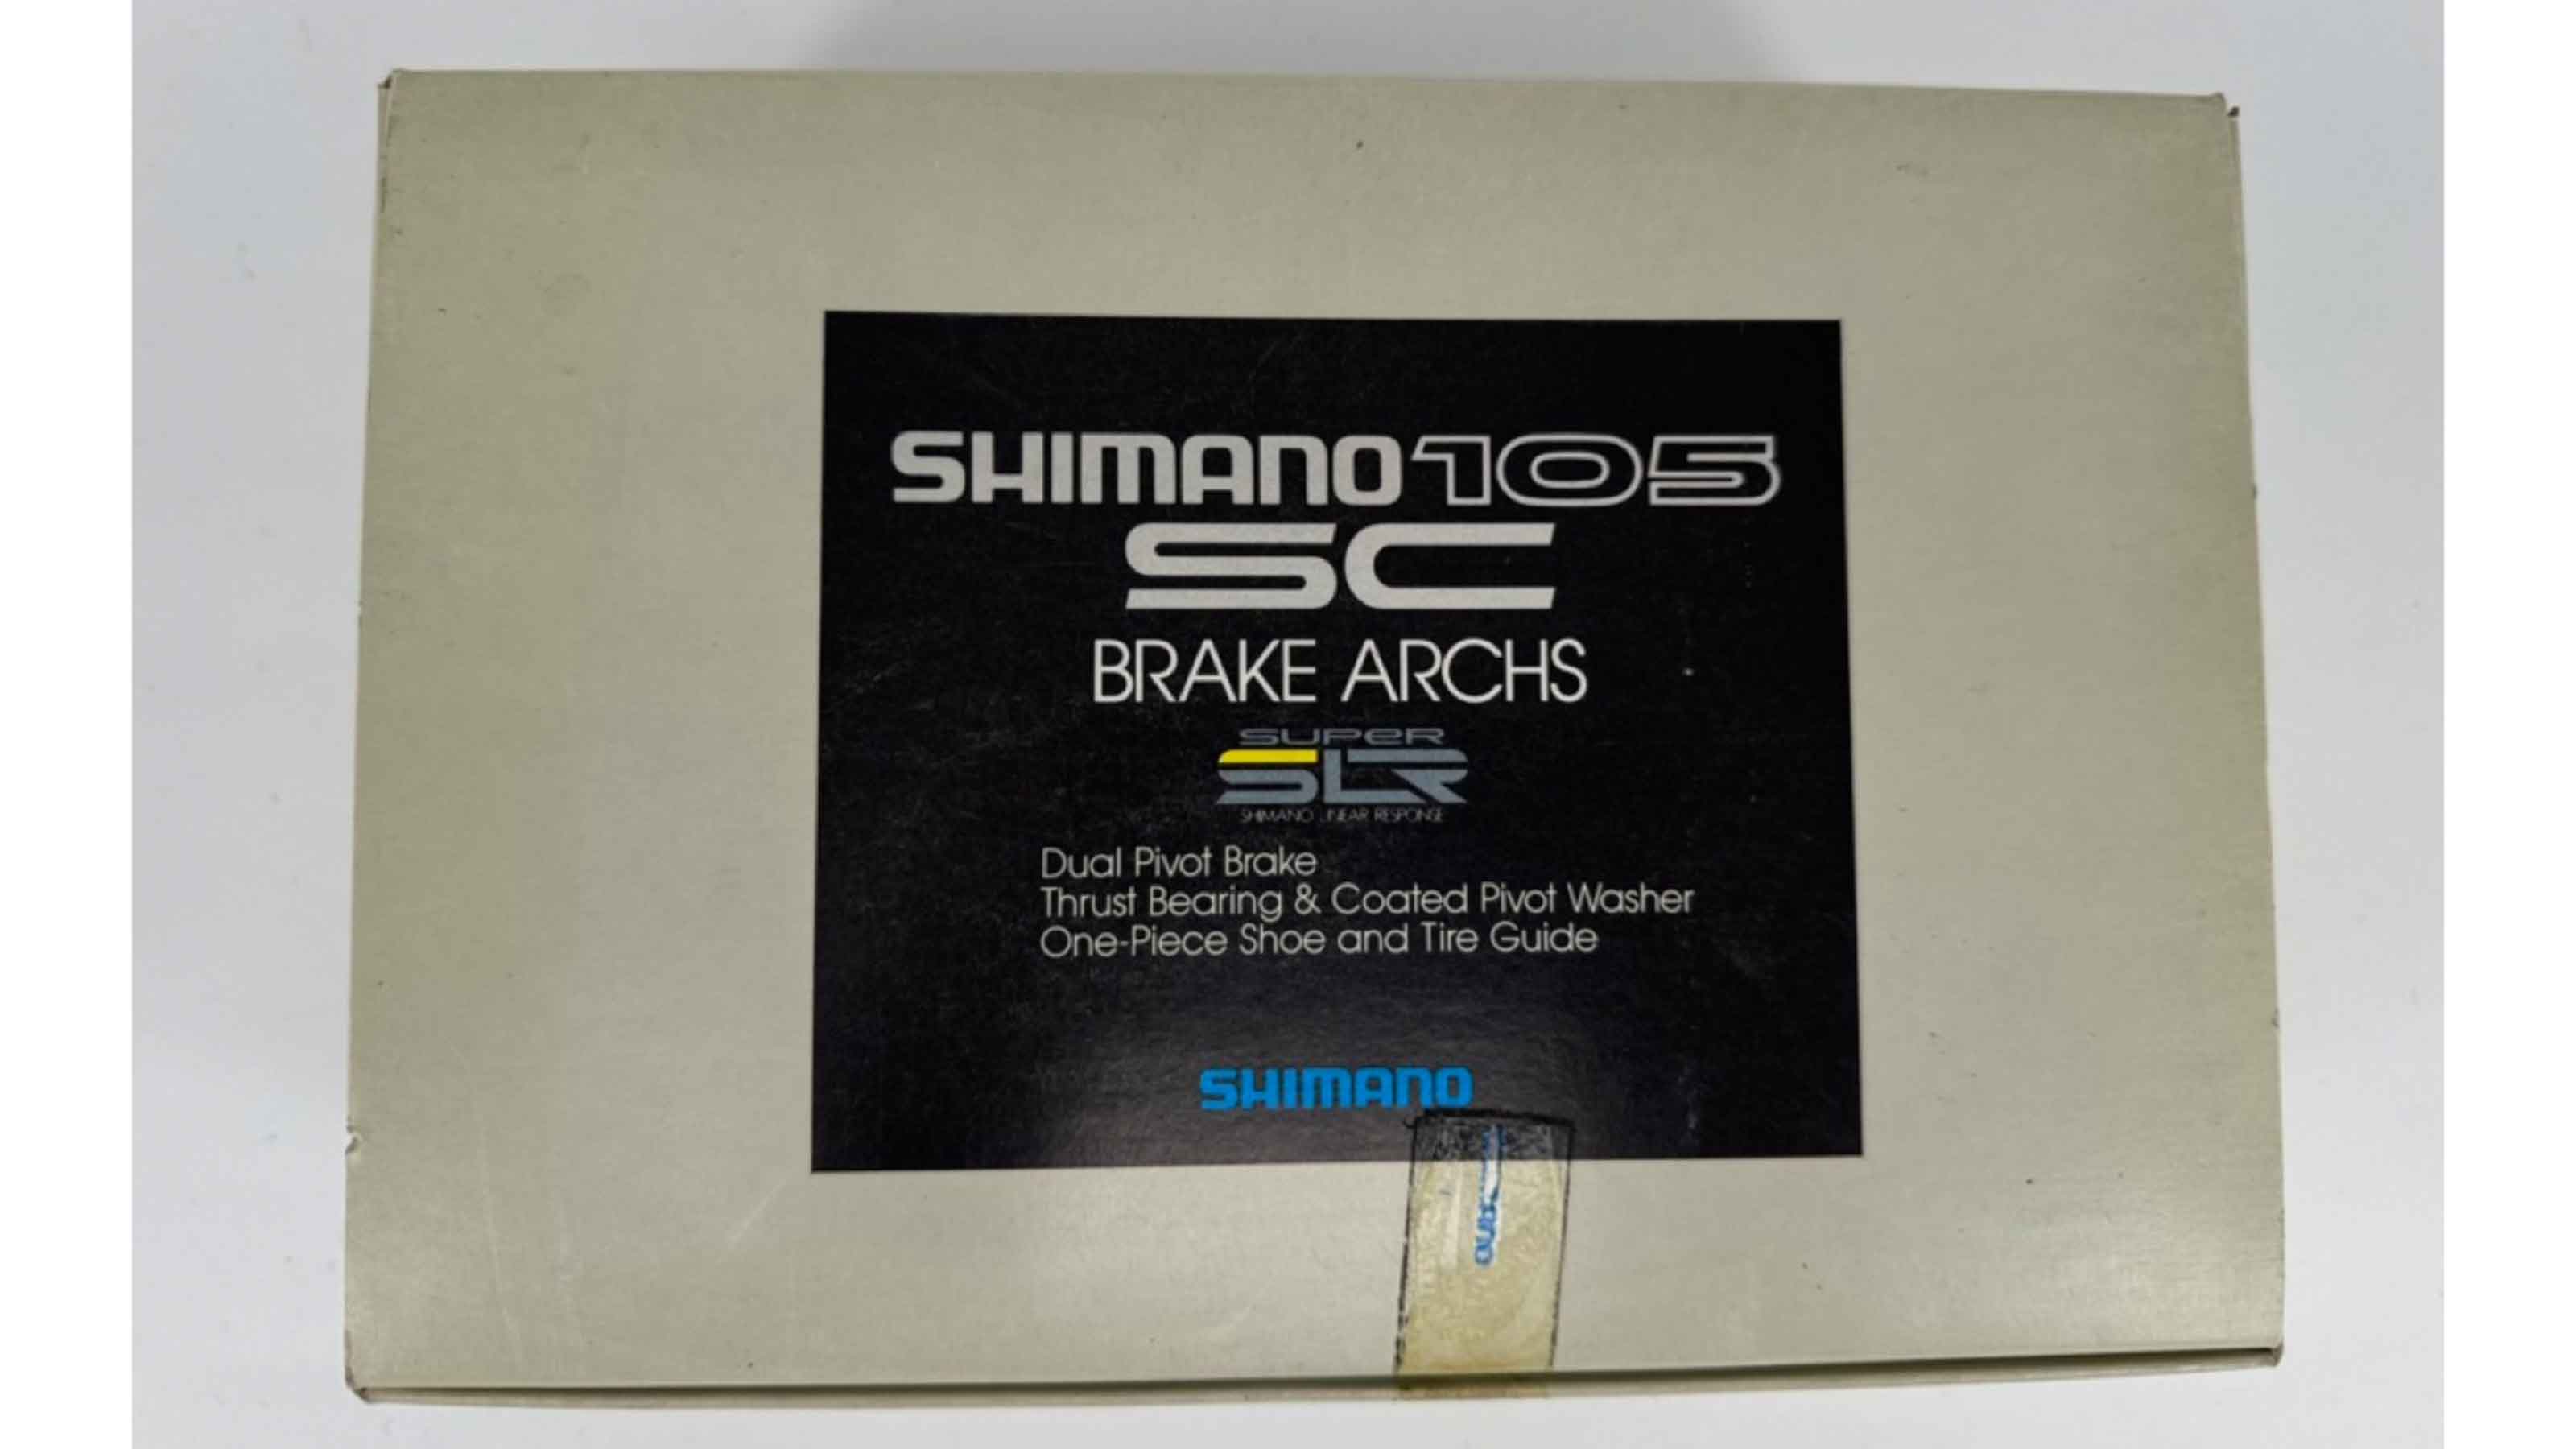 SHIMANO 105
SC
BRAKE ARCHS
SUPER
SLR
SHIMANO LINEAR RESPONSE
Dual Pivot Brake
Thrust Bearing & Coated Pivot Washer
One-Piece Shoe and Tire Guide
SHIMANO